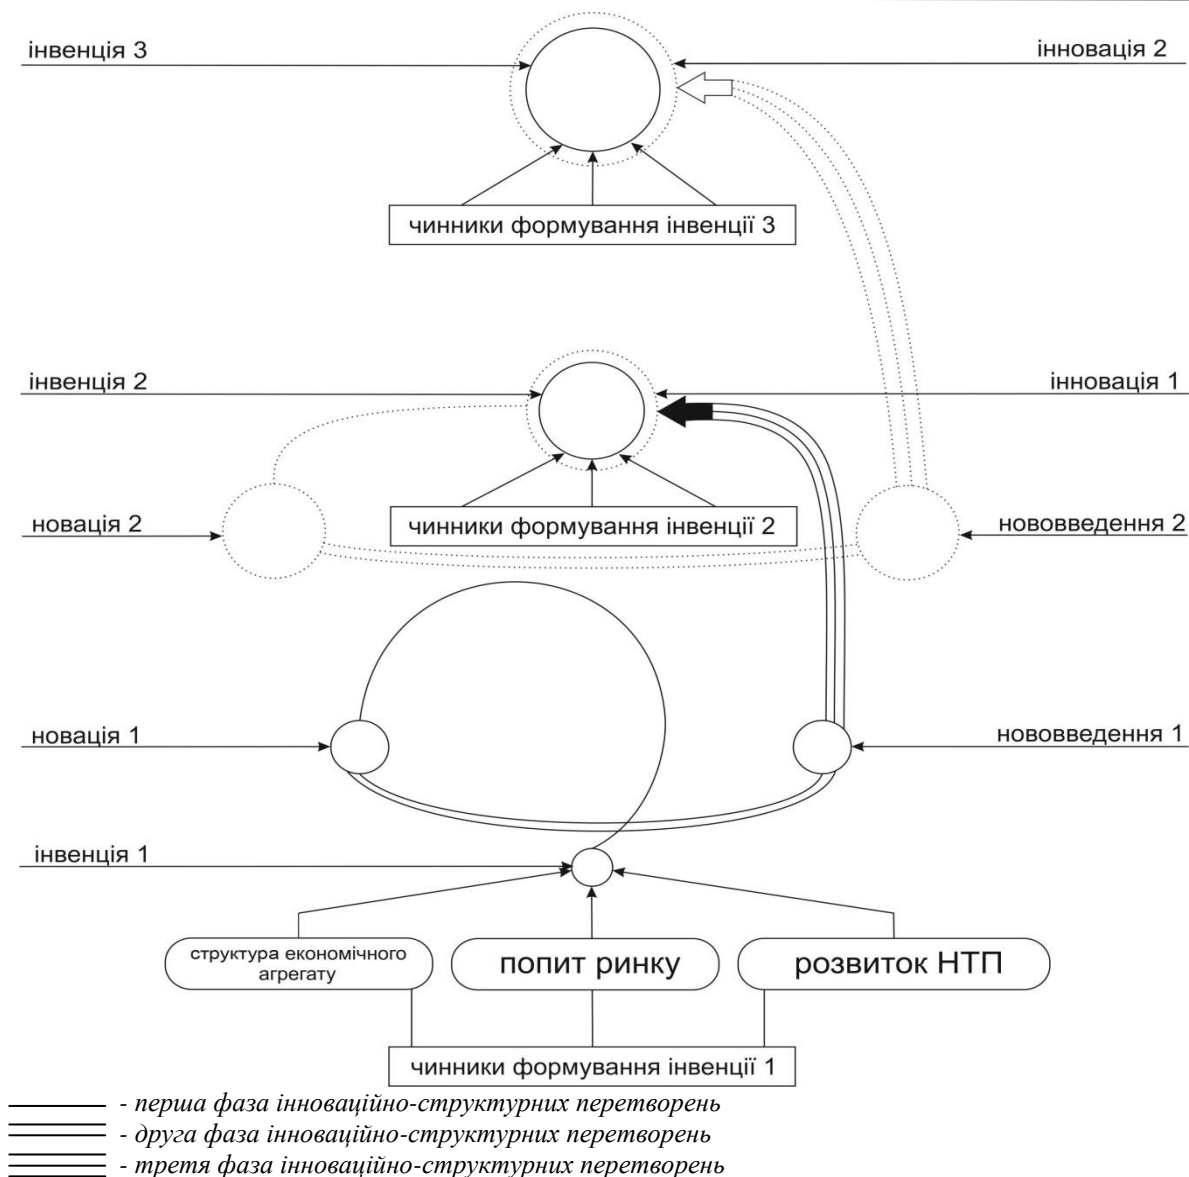 інвенція 3
інновація 2
чинники формування інвенції 3
інвенція 2
інновація 1
новація 2
чинники формування інвенції 2
нововведення 2
новація 1
нововведення 1
інвенція 1
структура економічного
агрегату
попит ринку
розвиток НТП
чинники формування інвенції 1
- перша фаза інноваційно-структурних перетворень
- друга фаза інноваційно-структурних перетворень
- третя фаза інноваційно-структурних перетворень